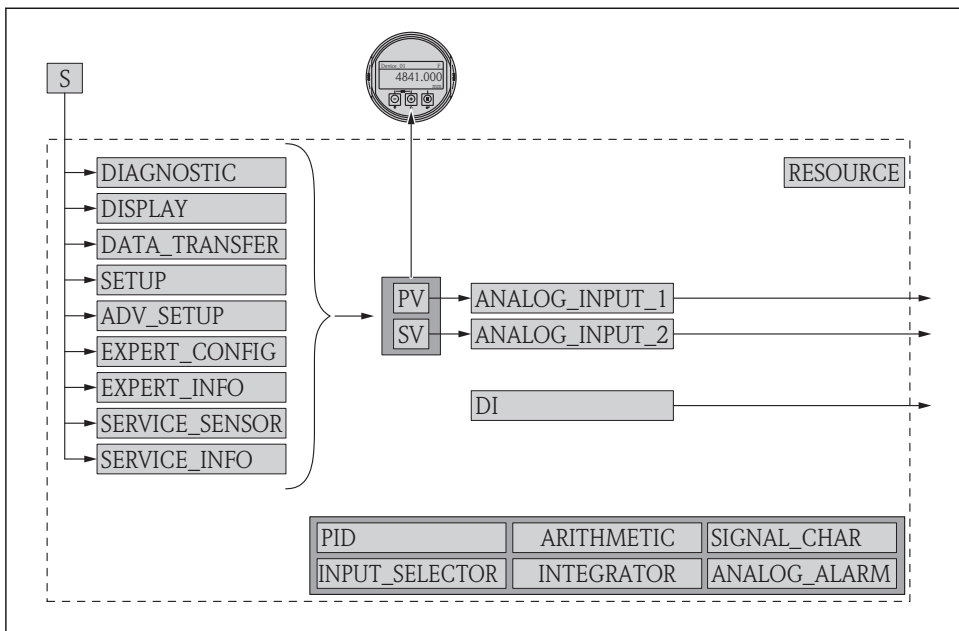 Device_01 F
4841.000
mm
S
DIAGNOSTIC
RESOURCE
DISPLAY
DATA_TRANSFER
SETUP
PV
ANALOG_INPUT_1
ADV_SETUP
SV
ANALOG_INPUT_2
EXPERT_CONFIG
EXPERT_INFO
DI
SERVICE_SENSOR
SERVICE_INFO
PID
ARITHMETIC
SIGNAL_CHAR
INPUT_SELECTOR
INTEGRATOR
ANALOG_ALARM